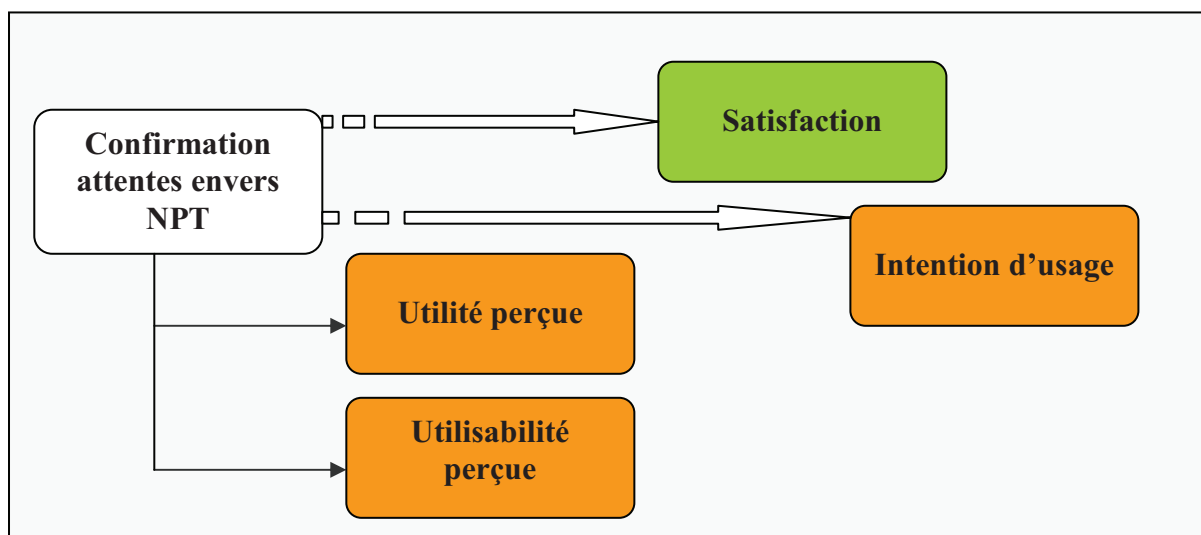 Confirmation
attentes envers
NPT
Satisfaction
Intention d’usage
Utilité perçue
Utilisabilité
perçue